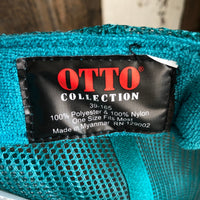 OTTO
COLLECTION
39-165
100% Polyester & 100% Nylon
One Size Fits Most
Made in Myanmar RN 129002